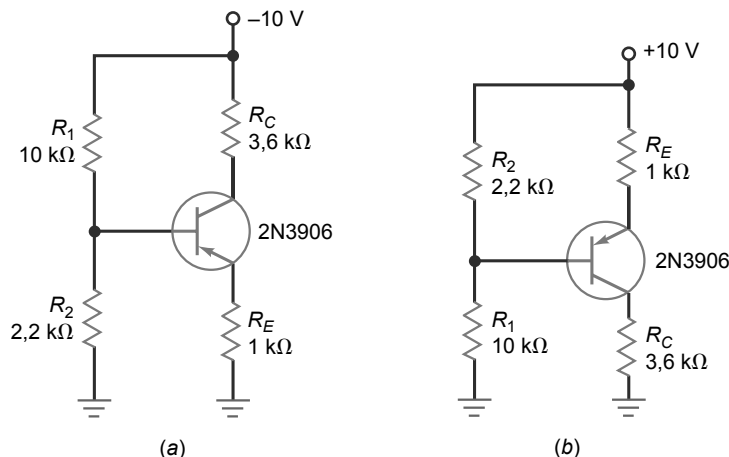 –10 V
R1
10 kΩ
RC
3,6 kΩ
2N3906
R2
2,2 kΩ
RE
1 kΩ
(a)
+10 V
R2
2,2 kΩ
RE
1 kΩ
2N3906
R1
10 kΩ
RC
3,6 kΩ
(b)